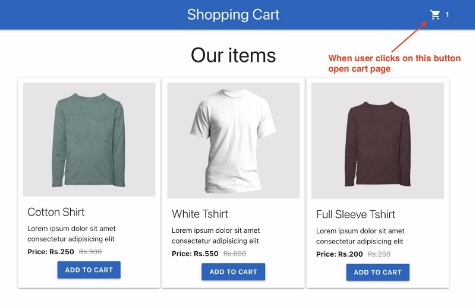 Shopping Cart
1
When user clicks on this button
open cart page
Our items
Cotton Shirt
Lorem ipsum dolor sit amet
consectetur adipisicing elit
Price: Rs.250 Rs.300
ADD TO CART
White Tshirt
Lorem ipsum dolor sit amet
consectetur adipisicing elit
Price: Rs.550 Rs.600
ADD TO CART
Full Sleeve Tshirt
Lorem ipsum dolor sit amet
consectetur adipisicing elit
Price: Rs.200 Rs.250
ADD TO CART